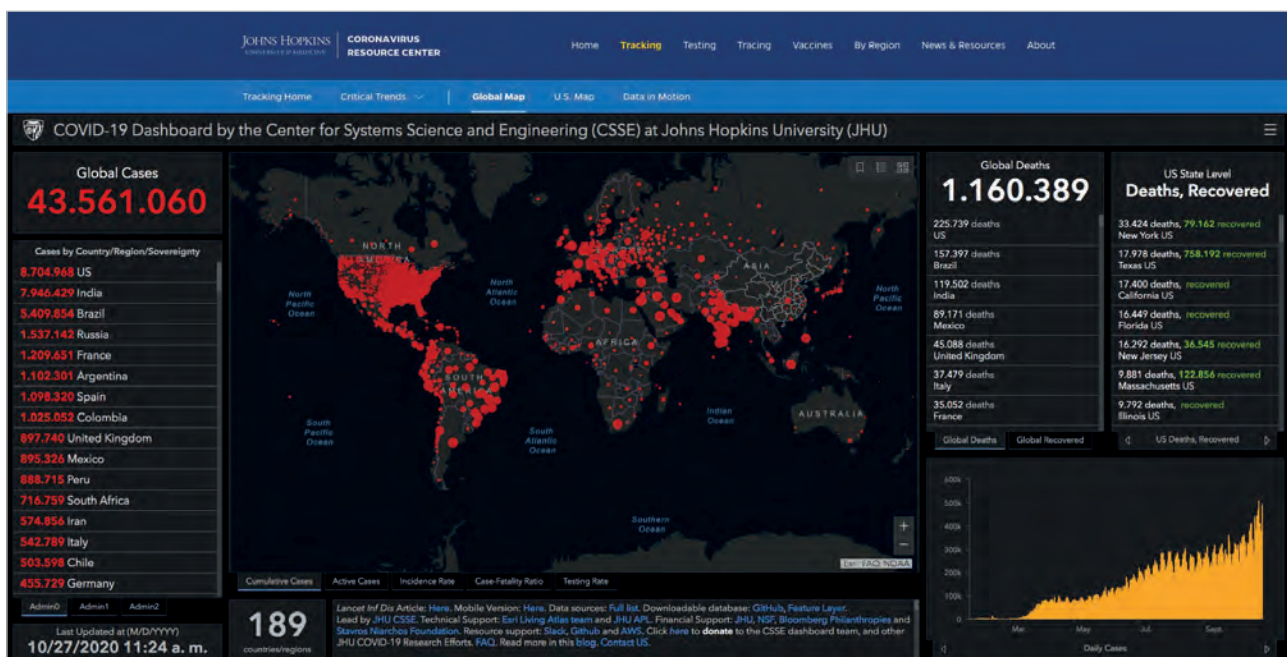 JOHNS HOPKINS
UNIVERSITY & MEDICINE
CORONAVIRUS
RESOURCE CENTER
Home Tracking Testing Tracing Vaccines By Region News & Resources About
Tracking Home Critical Trends Global Map U.S. Map Data in Motion
COVID-19 Dashboard by the Center for Systems Science and Engineering (CSSE) at Johns Hopkins University (JHU)
Global Cases
43.561.060
Cases by Country/Region/Sovereignty
8.704.968 US
7.946.429 India
5.409.854 Brazil
1.537.142 Russia
1.209.651 France
1.102.301 Argentina
1.098.320 Spain
1.025.052 Colombia
897.740 United Kingdom
895.326 Mexico
888.715 Peru
716.759 South Africa
574.856 Iran
542.789 Italy
503.598 Chile
455.729 Germany
Admin0 Admin1 Admin2
Last Updated at (M/D/YYYY)
10/27/2020 11:24 a. m.
NORTH
AMERICA
ASIA
North
Pacific
Ocean
North
Atlantic
Ocean
North
Pacific
Ocean
AFRICA
SOUTH
AMERICA
Indian
Ocean
AUSTRALIA
South
Pacific
Ocean
South
Atlantic
Ocean
Southern
Ocean
+
−
Esri, FAO, NOAA
Cumulative Cases Active Cases Incidence Rate Case-Fatality Ratio Testing Rate
189
countries/regions
Lancet Inf Dis Article: Here. Mobile Version: Here. Data sources: Full list. Downloadable database: GitHub, Feature Layer.
Lead by JHU CSSE. Technical Support: Esri Living Atlas team and JHU APL. Financial Support: JHU, NSF, Bloomberg Philanthropies and
Stavros Niarchos Foundation. Resource support: Slack, Github and AWS. Click here to donate to the CSSE dashboard team, and other
JHU COVID-19 Research Efforts. FAQ. Read more in this blog. Contact US.
Global Deaths
1.160.389
225.739 deaths
US
157.397 deaths
Brazil
119.502 deaths
India
89.171 deaths
Mexico
45.088 deaths
United Kingdom
37.479 deaths
Italy
35.052 deaths
France
Global Deaths Global Recovered
US State Level
Deaths, Recovered
33.424 deaths, 79.162 recovered
New York US
17.978 deaths, 758.192 recovered
Texas US
17.400 deaths, recovered
California US
16.449 deaths, recovered
Florida US
16.292 deaths, 36.545 recovered
New Jersey US
9.881 deaths, 122.856 recovered
Massachusetts US
9.792 deaths, recovered
Illinois US
US Deaths, Recovered
600k
500k
400k
300k
200k
100k
0
Mar. May Jul Sept.
Daily Cases